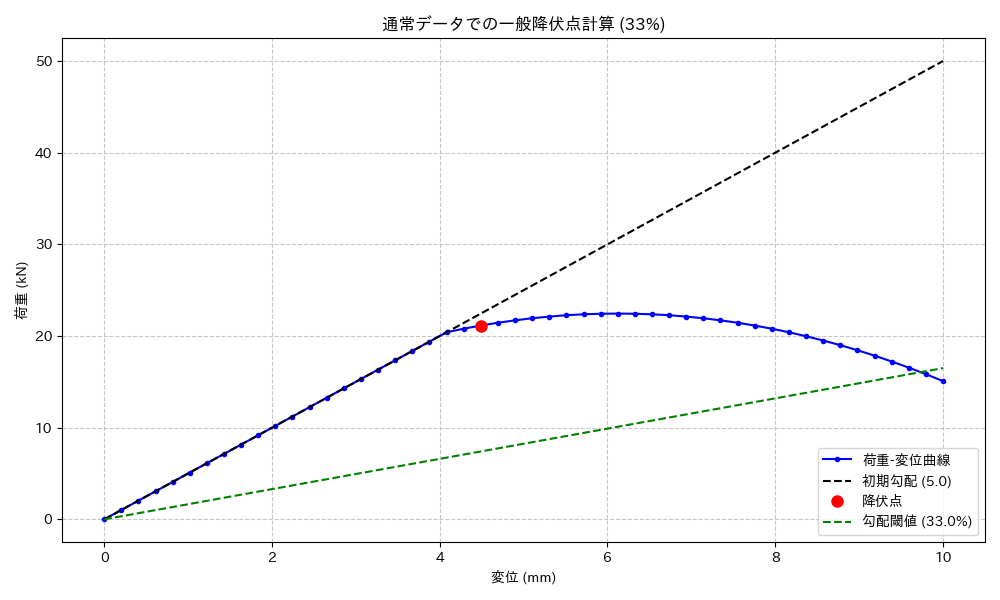 通常データでの一般降伏点計算 (33%)
荷重 (kN)
50
40
30
20
10
0
0 2 4 6 8 10
変位 (mm)
荷重-変位曲線
初期勾配 (5.0)
降伏点
勾配閾値 (33.0%)